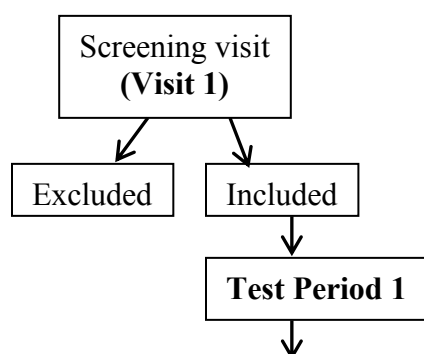 Screening visit
(Visit 1)
Excluded
Included
Test Period 1